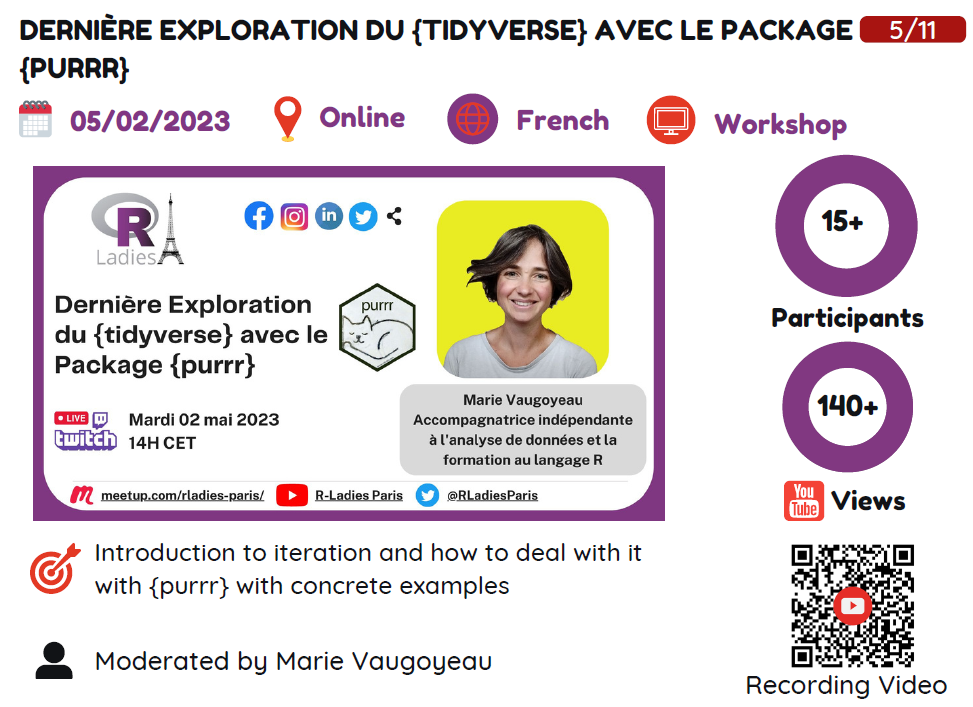 DERNIÈRE EXPLORATION DU {TIDYVERSE} AVEC LE PACKAGE
{PURRR}
5/11
05/02/2023
Online
French
Workshop
R
Ladies
in
Dernière Exploration
du {tidyverse} avec le
Package {purrr}
purrr
LIVE
twitch
Mardi 02 mai 2023
14H CET
Marie Vaugoyeau
Accompagnatrice indépendante
à l'analyse de données et la
formation au langage R
meetup.com/rladies-paris/
R-Ladies Paris
@RLadiesParis
15+
Participants
140+
You
Tube
Views
Introduction to iteration and how to deal with it
with {purrr} with concrete examples
Moderated by Marie Vaugoyeau
Recording Video